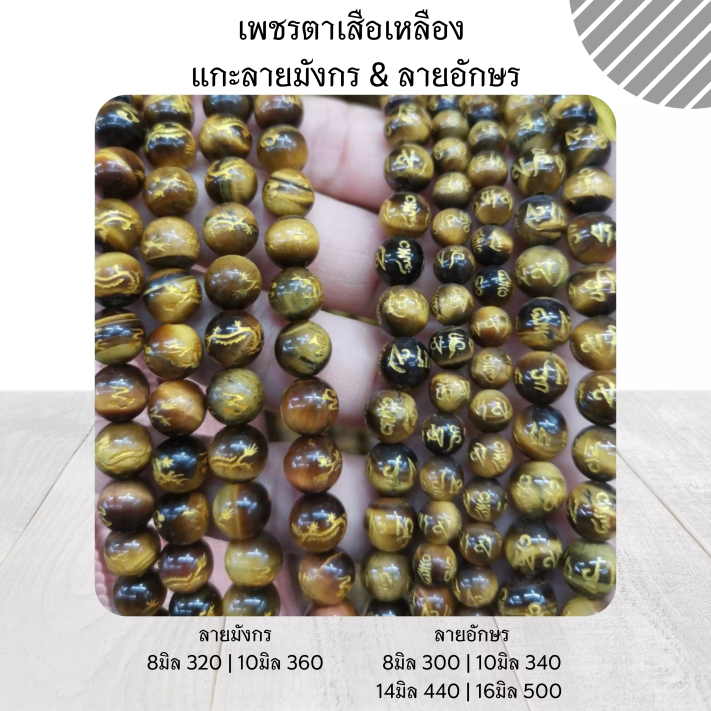 เพชรตาเสือเหลือง
แกะลายมังกร & ลายอักษร
ลายมังกร
8มิล 320 | 10มิล 360
ลายอักษร
8มิล 300 | 10มิล 340
14มิล 440 | 16มิล 500